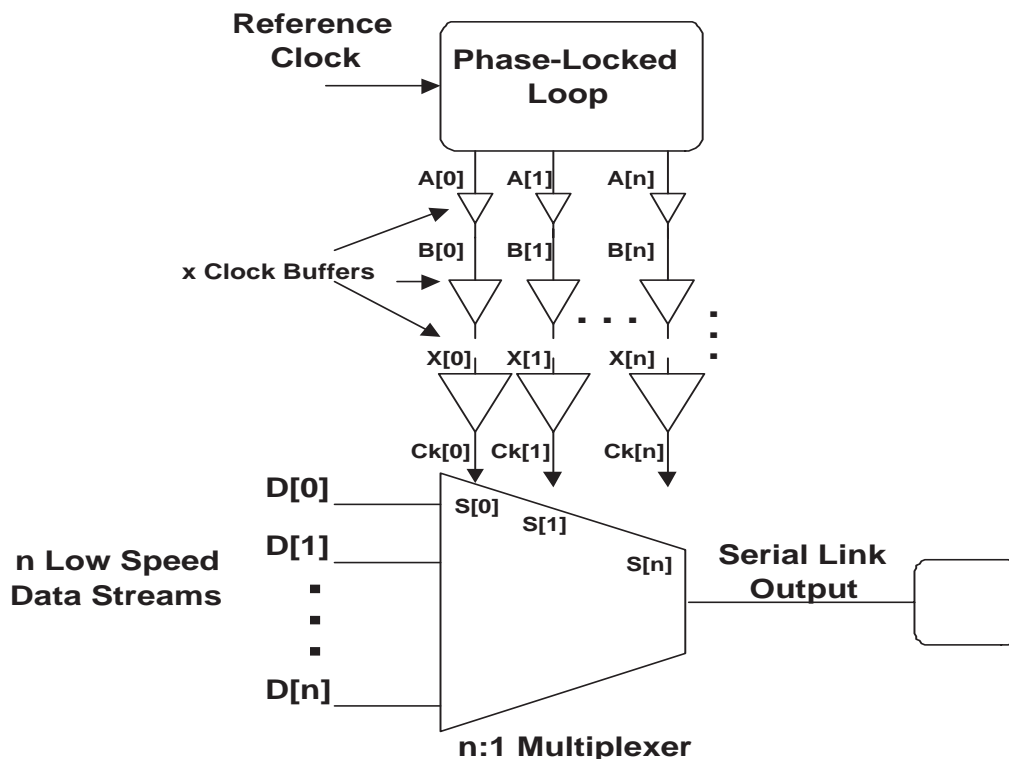 Reference
Clock
Phase-Locked
Loop
A[0] A[1] A[n]
B[0] B[1] B[n]
x Clock Buffers
X[0] X[1] X[n]
Ck[0] Ck[1] Ck[n]
D[0]
S[0]
S[1]
D[1]
n Low Speed
Data Streams
S[n]
Serial Link
Output
D[n]
n:1 Multiplexer